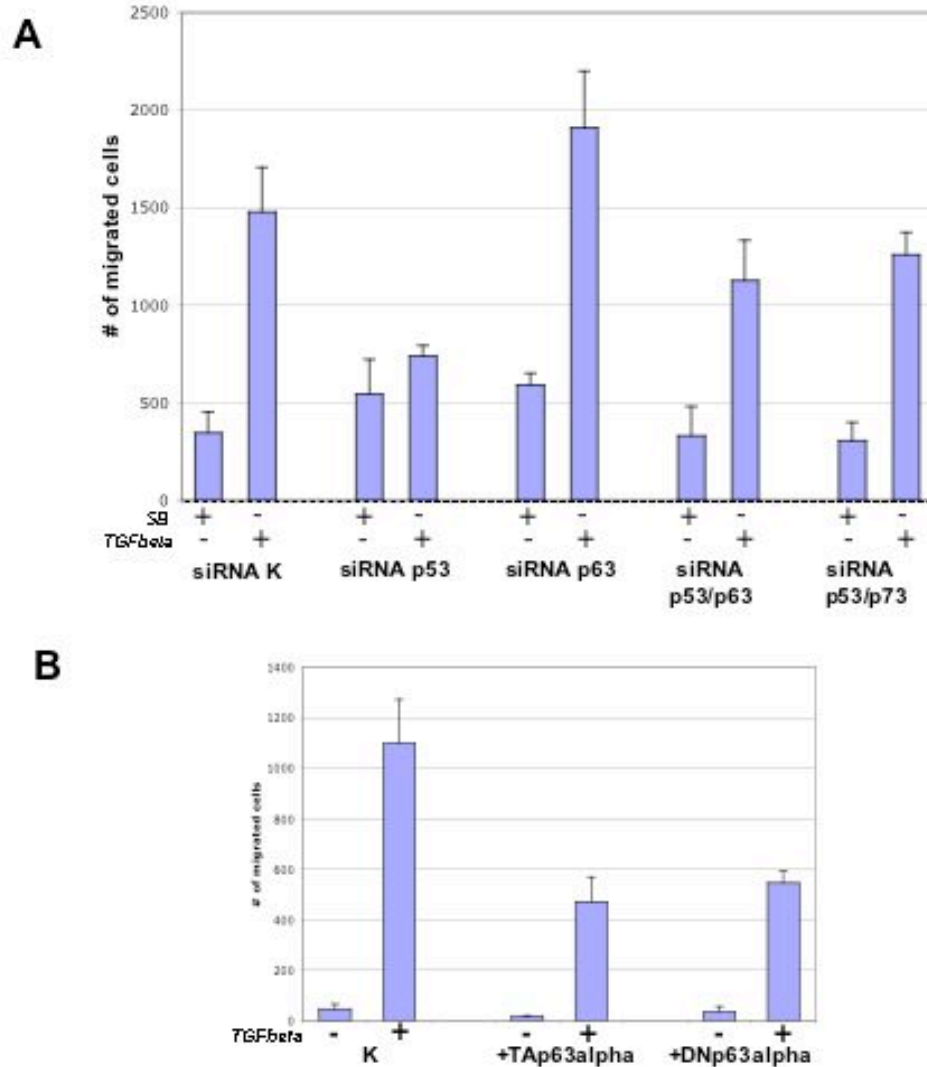 A
2500
2000
1500
1000
500
0
# of migrated cells
SB + - + - + - + - + -
TGFbeta - + - + - + - + - +
siRNA K siRNA p53 siRNA p63 siRNA siRNA
p53/p63 p53/p73
B
1400
1200
1000
800
600
400
200
0
# of migrated cells
TGFbeta - + - + - +
K +TAp63alpha +DNp63alpha